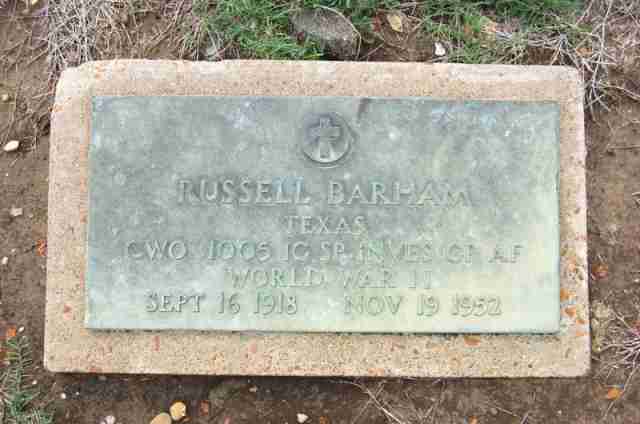 RUSSELL BARHAM
TEXAS
CWO 1005 IG SP INVES GP AF
WORLD WAR II
SEPT 16 1918 NOV 19 1952